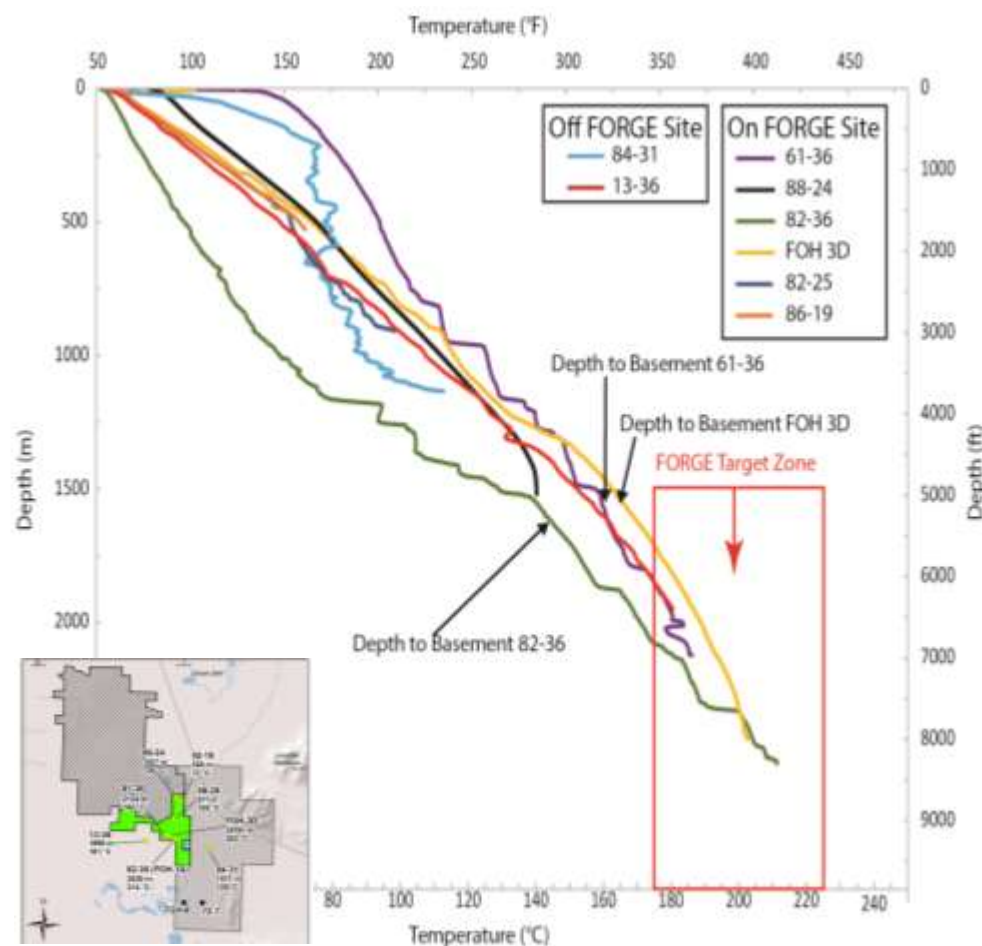 Temperature (°F)
50 100 150 200 250 300 350 400 450
0
500
1000
1500
2000
Depth (m)
Off FORGE Site
84-31
13-36
On FORGE Site
61-36
88-24
82-36
FOH 3D
82-25
86-19
0
1000
2000
3000
4000
5000
6000
7000
8000
9000
Depth (ft)
Depth to Basement 61-36
Depth to Basement FOH 3D
FORGE Target Zone
Depth to Basement 82-36
80 100 120 140 160 180 200 220
Temperature (°C)